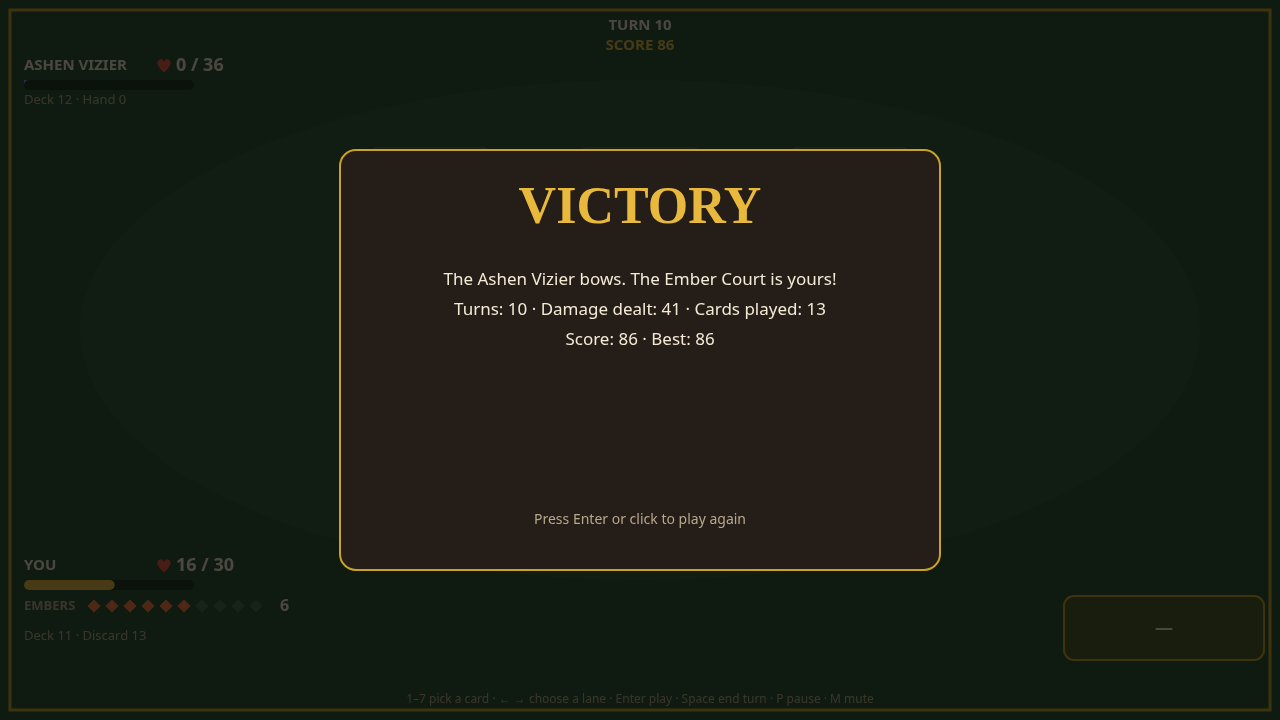 TURN 10
SCORE 86
ASHEN VIZIER 0 / 36
Deck 12 · Hand 0
VICTORY
The Ashen Vizier bows. The Ember Court is yours!
Turns: 10 · Damage dealt: 41 · Cards played: 13
Score: 86 · Best: 86
Press Enter or click to play again
YOU 16 / 30
EMBERS 6
Deck 11 · Discard 13
—
1–7 pick a card · ← → choose a lane · Enter play · Space end turn · P pause · M mute